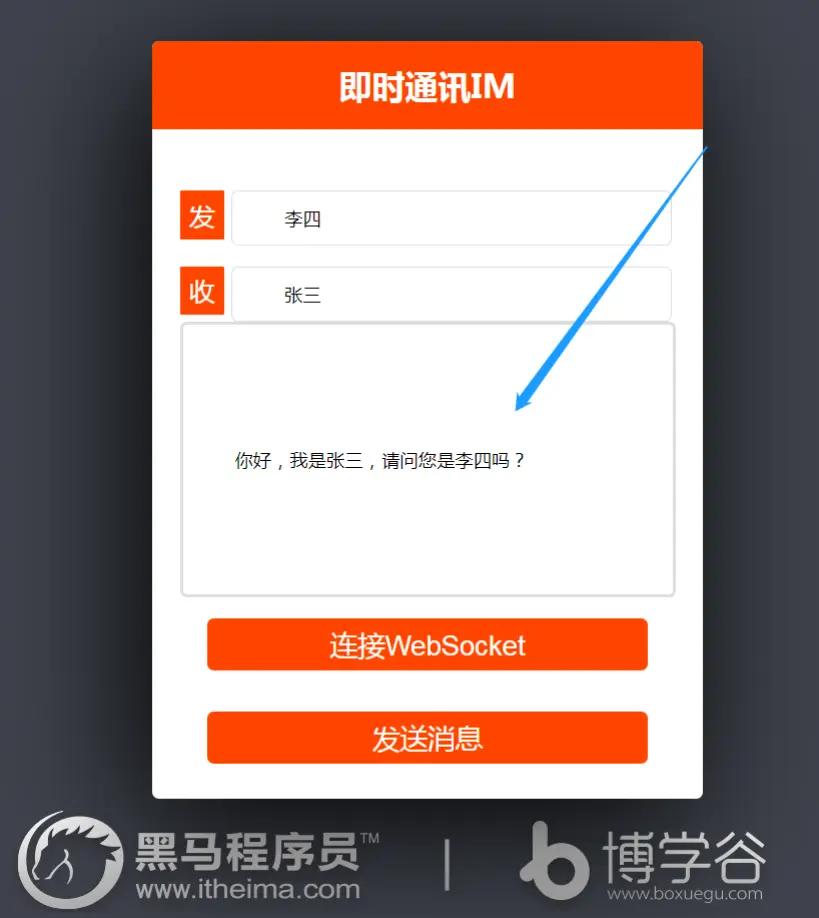 即时通讯IM
发 李四
收 张三
你好，我是张三，请问您是李四吗？
连接WebSocket
发送消息
黑马程序员™ | 博学谷
www.itheima.com www.boxuegu.com